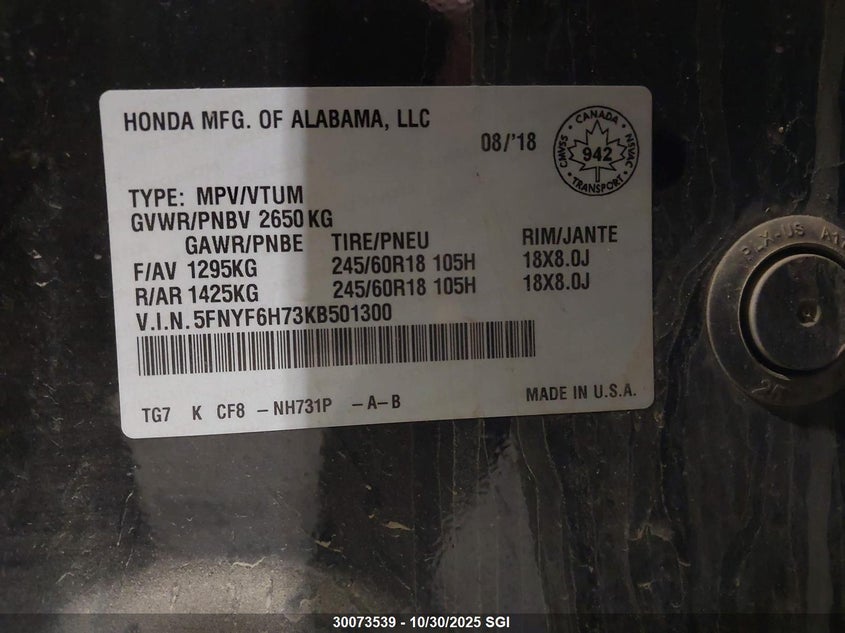 HONDA MFG. OF ALABAMA, LLC
08/'18
CANADA
CMVSS 942 NSVAC
TRANSPORT
TYPE: MPV/VTUM
GVWR/PNBV 2650 KG
GAWR/PNBE TIRE/PNEU RIM/JANTE
F/AV 1295KG 245/60R18 105H 18X8.0J
R/AR 1425KG 245/60R18 105H 18X8.0J
V.I.N. 5FNYF6H73KB501300
TG7 K CF8 -NH731P -A-B MADE IN U.S.A.
30073539 - 10/30/2025 SGI